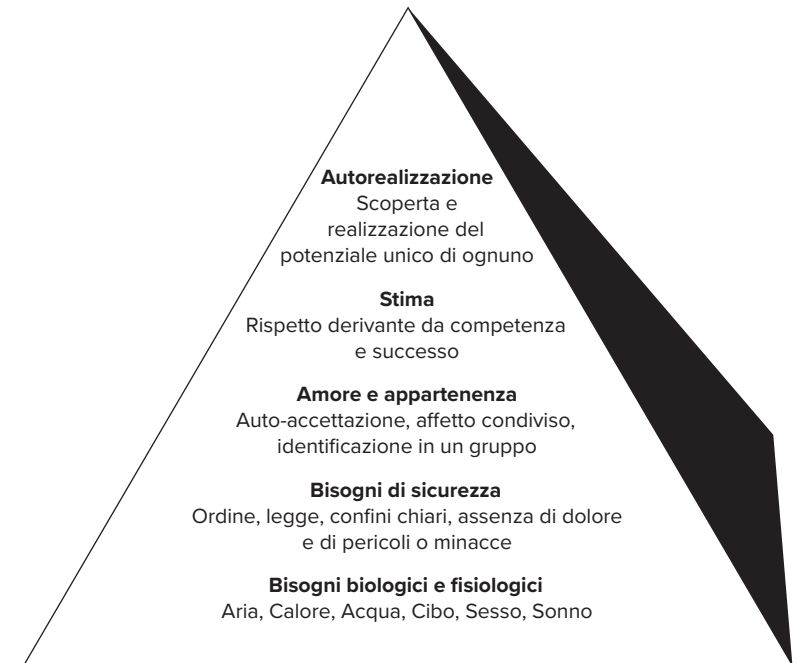 Autorealizzazione
Scoperta e
realizzazione del
potenziale unico di ognuno
Stima
Rispetto derivante da competenza
e successo
Amore e appartenenza
Auto-accettazione, affetto condiviso,
identificazione in un gruppo
Bisogni di sicurezza
Ordine, legge, confini chiari, assenza di dolore
e di pericoli o minacce
Bisogni biologici e fisiologici
Aria, Calore, Acqua, Cibo, Sesso, Sonno